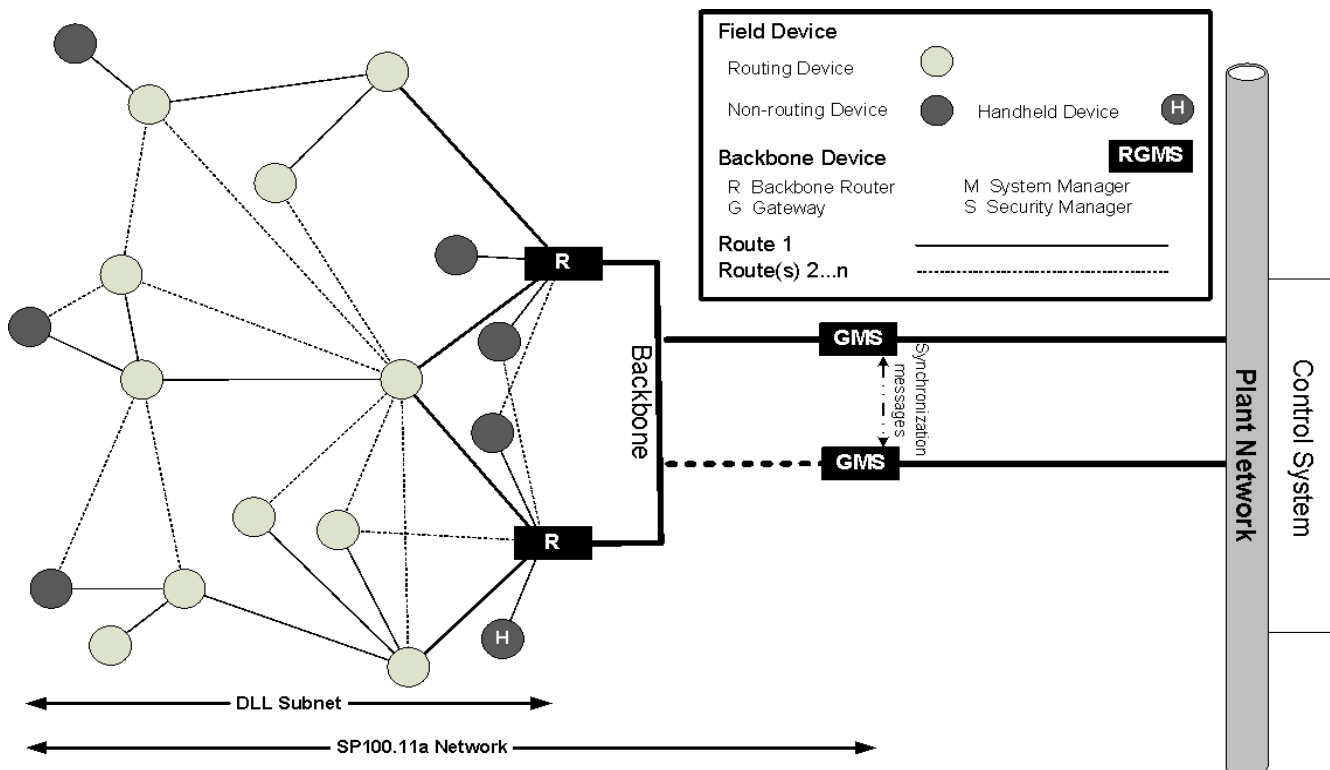 Field Device
Routing Device
Non-routing Device
Handheld Device
H
Backbone Device
RGMS
R Backbone Router
M System Manager
G Gateway
S Security Manager
Route 1
Route(s) 2...n
R
R
H
Backbone
GMS
GMS
Synchronization
messages
Plant Network
Control System
DLL Subnet
SP100.11a Network